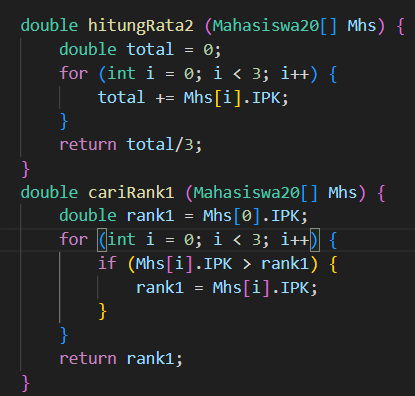 double hitungRata2 (Mahasiswa20[] Mhs) {
    double total = 0;
    for (int i = 0; i < 3; i++) {
        total += Mhs[i].IPK;
    }
    return total/3;
}
double cariRank1 (Mahasiswa20[] Mhs) {
    double rank1 = Mhs[0].IPK;
    for (int i = 0; i < 3; i++) {
        if (Mhs[i].IPK > rank1) {
            rank1 = Mhs[i].IPK;
        }
    }
    return rank1;
}